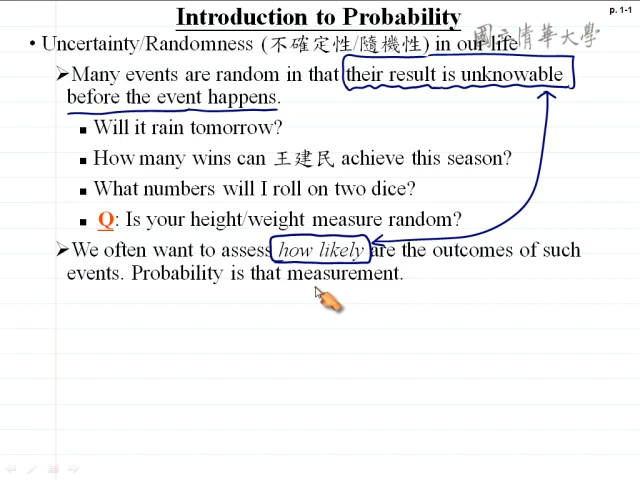 Introduction to Probability
p. 1-1
• Uncertainty/Randomness (不確定性/隨機性) in our life
國立清華大學
➢Many events are random in that their result is unknowable
before the event happens.
▪ Will it rain tomorrow?
▪ How many wins can 王建民 achieve this season?
▪ What numbers will I roll on two dice?
▪ Q: Is your height/weight measure random?
➢We often want to assess how likely are the outcomes of such
events. Probability is that measurement.